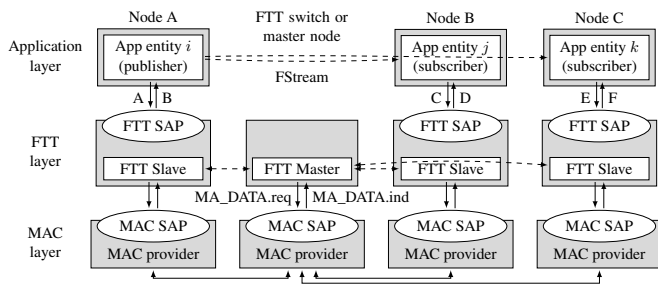 Node A FTT switch or master node Node B Node C
Application layer
App entity i (publisher)
App entity j (subscriber)
App entity k (subscriber)
FStream
A B C D E F
FTT layer
FTT SAP FTT SAP FTT SAP
FTT Slave FTT Master FTT Slave FTT Slave
MA_DATA.req MA_DATA.ind
MAC layer
MAC SAP MAC SAP MAC SAP MAC SAP
MAC provider MAC provider MAC provider MAC provider